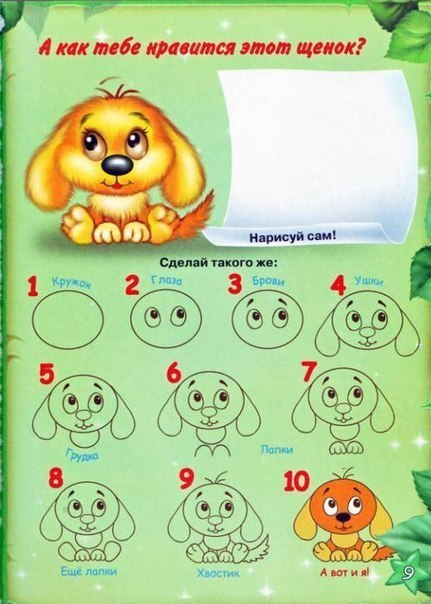 А как тебе нравится этот щенок?
Нарисуй сам!
Сделай такого же:
1 Кружок
2 Глаза
3 Брови
4 Ушки
5
Грудка
6
7
Лапки
8
Ещё лапки
9
Хвостик
10
А вот и я!
9